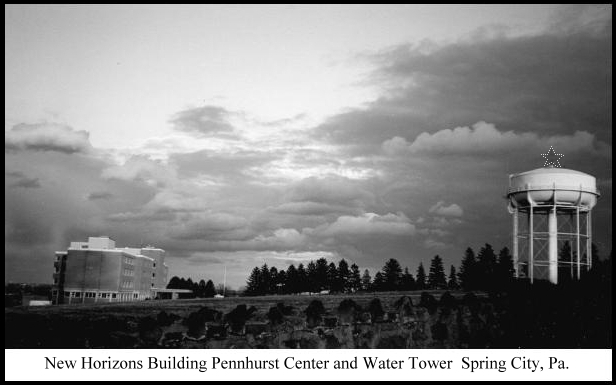 New Horizons Building Pennhurst Center and Water Tower  Spring City, Pa.